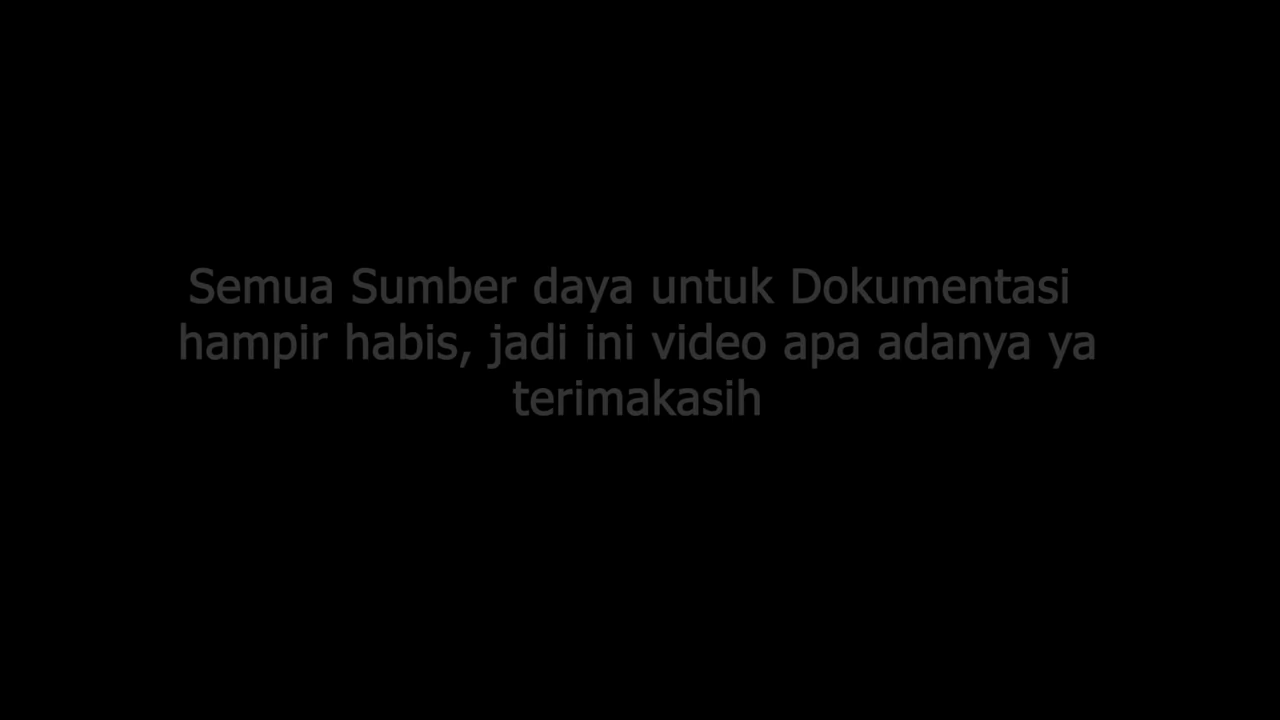 Semua Sumber daya untuk Dokumentasi
hampir habis, jadi ini video apa adanya ya
terimakasih